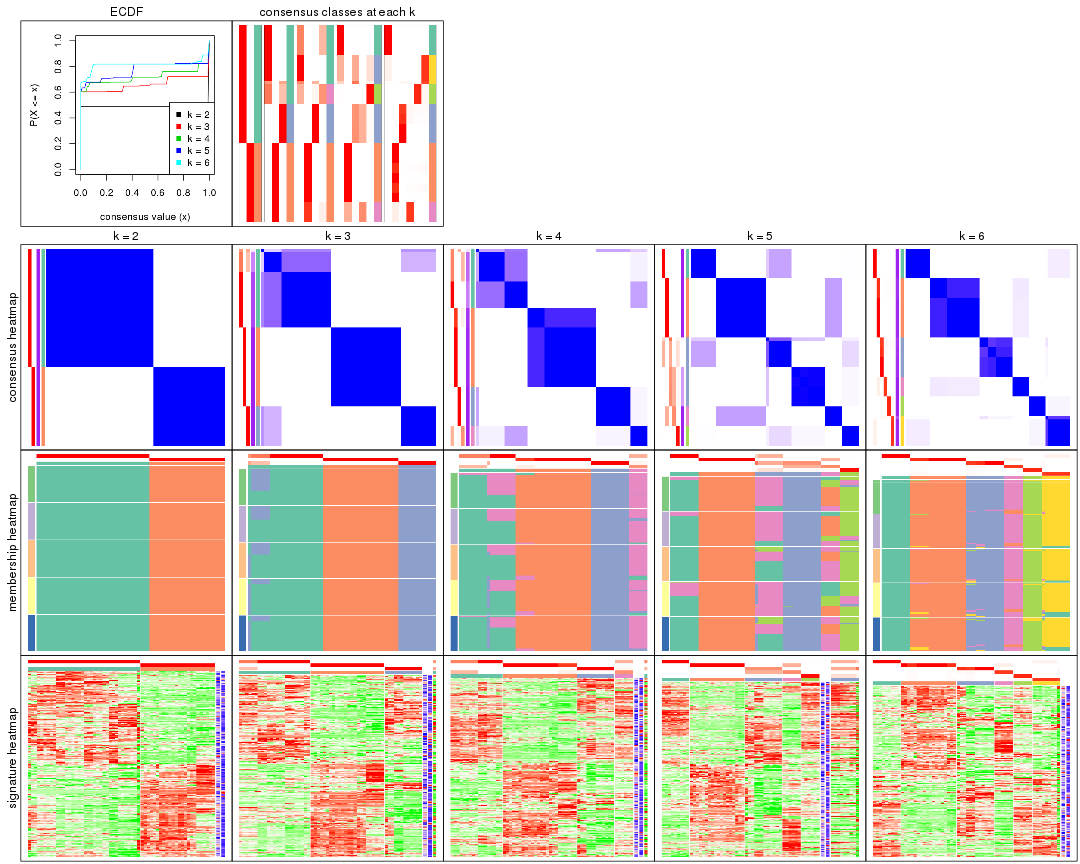 ECDF
consensus classes at each k
P(X <= x)
1.0
0.8
0.6
0.4
0.2
0.0
k = 2
k = 3
k = 4
k = 5
k = 6
0.0 0.2 0.4 0.6 0.8 1.0
consensus value (x)
k = 2
k = 3
k = 4
k = 5
k = 6
consensus heatmap
membership heatmap
signature heatmap